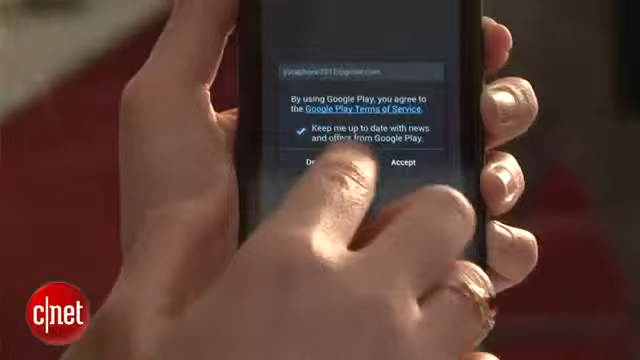 By using Google Play, you agree to
the Google Play Terms of Service.
Keep me up to date with news
and offers from Google Play.
Accept
c|net